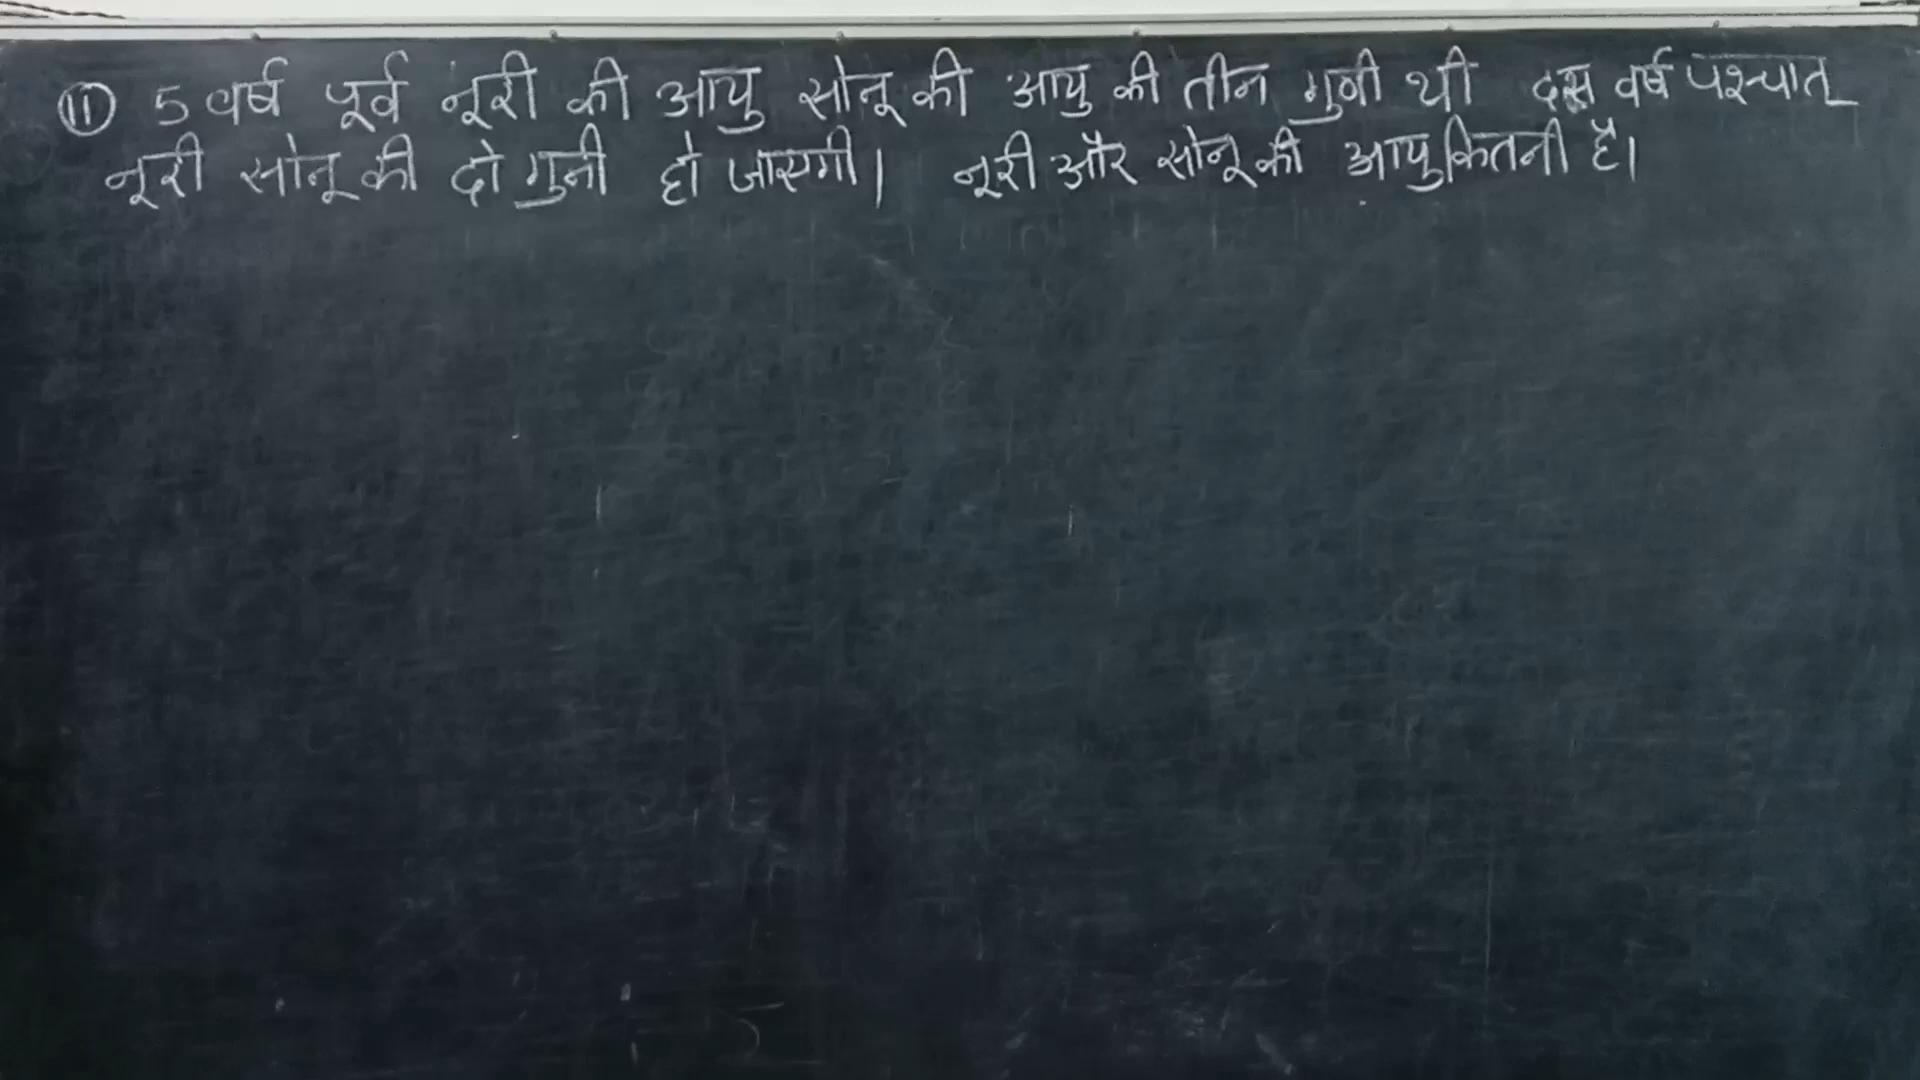 ⑪ 5 वर्ष पूर्व नूरी की आयु सोनू की आयु की तीन गुनी थी दस वर्ष पश्चात्
नूरी सोनू की दो गुनी हो जाएगी। नूरी और सोनू की आयु कितनी है।